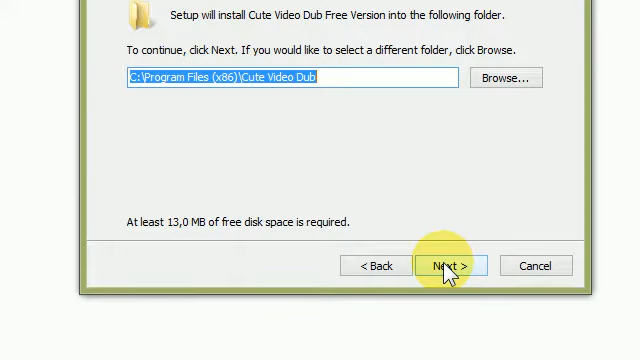 Setup will install Cute Video Dub Free Version into the following folder.
To continue, click Next. If you would like to select a different folder, click Browse.
C:\Program Files (x86)\Cute Video Dub
Browse...
At least 13,0 MB of free disk space is required.
< Back
Next >
Cancel